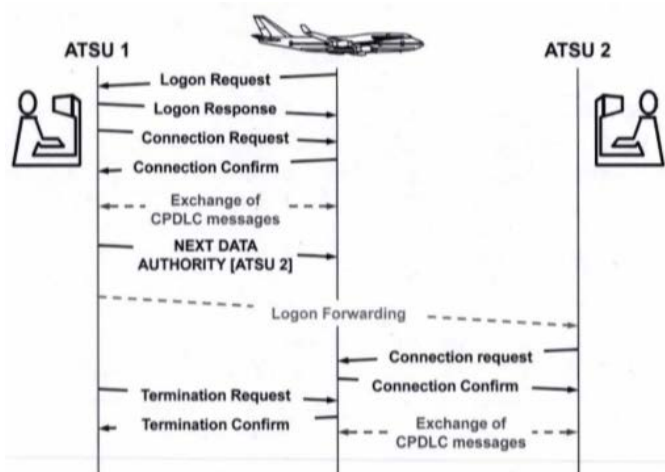 ATSU 1
ATSU 2
Logon Request
Logon Response
Connection Request
Connection Confirm
Exchange of
CPDLC messages
NEXT DATA
AUTHORITY [ATSU 2]
Logon Forwarding
Connection request
Connection Confirm
Termination Request
Termination Confirm
Exchange of
CPDLC messages